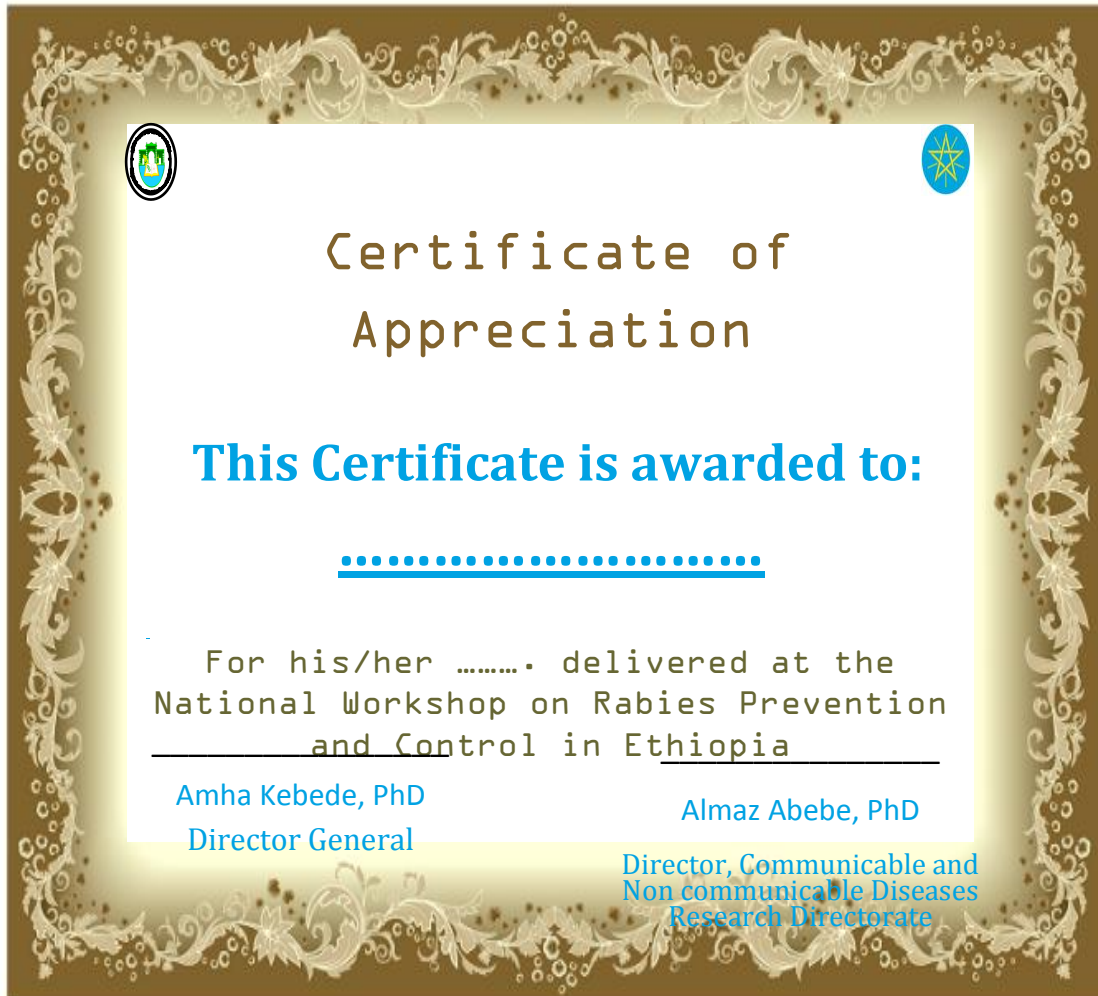 Certificate of
Appreciation
This Certificate is awarded to:
...........................
For his/her ………. delivered at the
National Workshop on Rabies Prevention
and Control in Ethiopia
Amha Kebede, PhD
Director General
Almaz Abebe, PhD
Director, Communicable and
Non communicable Diseases
Research Directorate